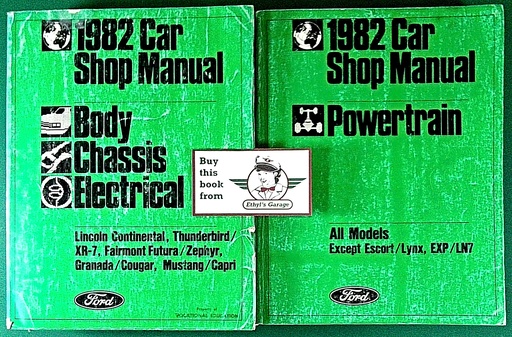 1982 Car
Shop Manual
Body
Chassis
Electrical
Lincoln Continental, Thunderbird/
XR-7, Fairmont Futura/Zephyr,
Granada/Cougar, Mustang/Capri
Ford
Property of
VOCATIONAL EDUCATION
Buy
this
book
from
Ethyl's Garage
1982 Car
Shop Manual
Powertrain
All Models
Except Escort/Lynx, EXP/LN7
Ford